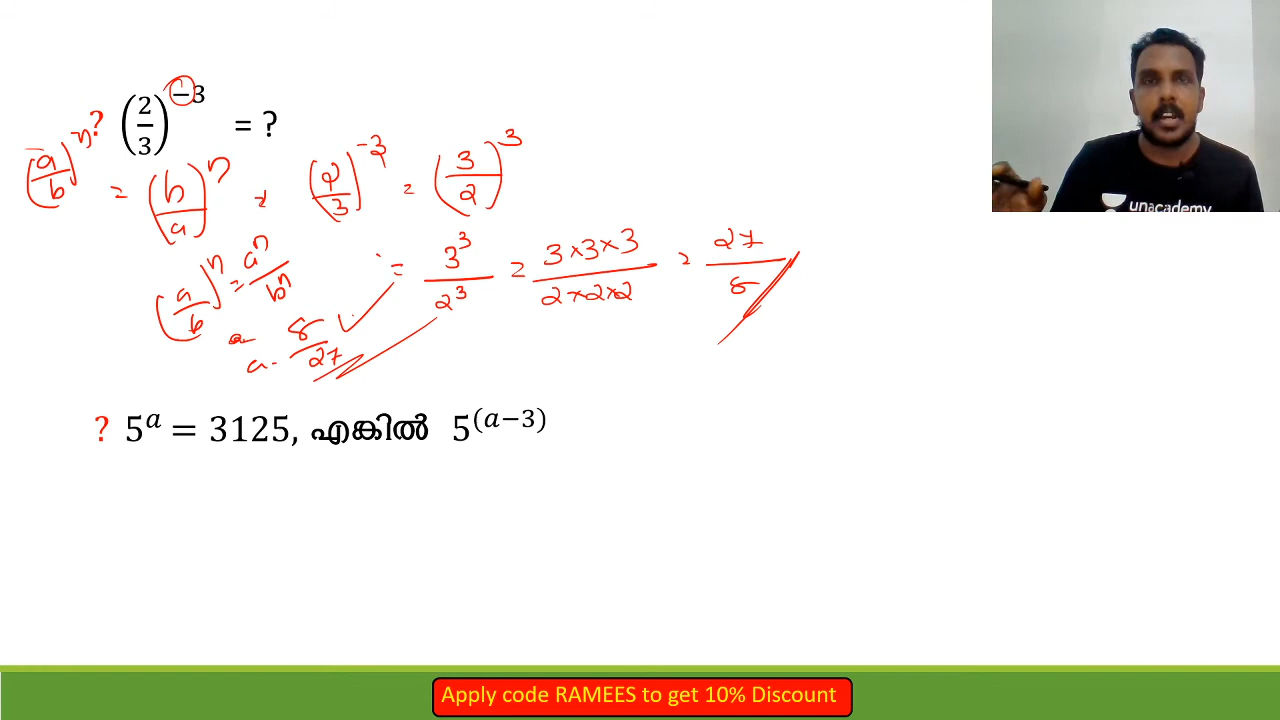 ? (2/3)^−3 = ?
(a/b)^n = (b/a)^n (2/3)^-3 = (3/2)^3
(a/b)^n = a^n/b^n = 3^3/2^3 = 3×3×3/2×2×2 = 27/8
a. 8/27
? 5^a = 3125, എങ്കിൽ 5^(a−3)
unacademy
Apply code RAMEES to get 10% Discount